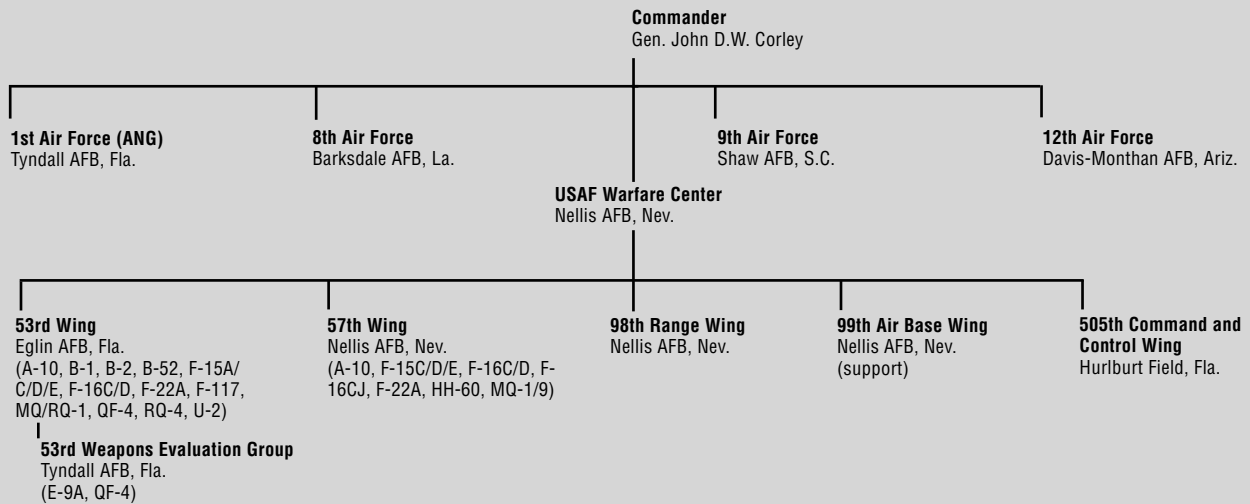 Commander
Gen. John D.W. Corley
1st Air Force (ANG)
Tyndall AFB, Fla.
8th Air Force
Barksdale AFB, La.
9th Air Force
Shaw AFB, S.C.
12th Air Force
Davis-Monthan AFB, Ariz.
USAF Warfare Center
Nellis AFB, Nev.
53rd Wing
Eglin AFB, Fla.
(A-10, B-1, B-2, B-52, F-15A/
C/D/E, F-16C/D, F-22A, F-117,
MQ/RQ-1, QF-4, RQ-4, U-2)
53rd Weapons Evaluation Group
Tyndall AFB, Fla.
(E-9A, QF-4)
57th Wing
Nellis AFB, Nev.
(A-10, F-15C/D/E, F-16C/D, F-
16CJ, F-22A, HH-60, MQ-1/9)
98th Range Wing
Nellis AFB, Nev.
99th Air Base Wing
Nellis AFB, Nev.
(support)
505th Command and
Control Wing
Hurlburt Field, Fla.